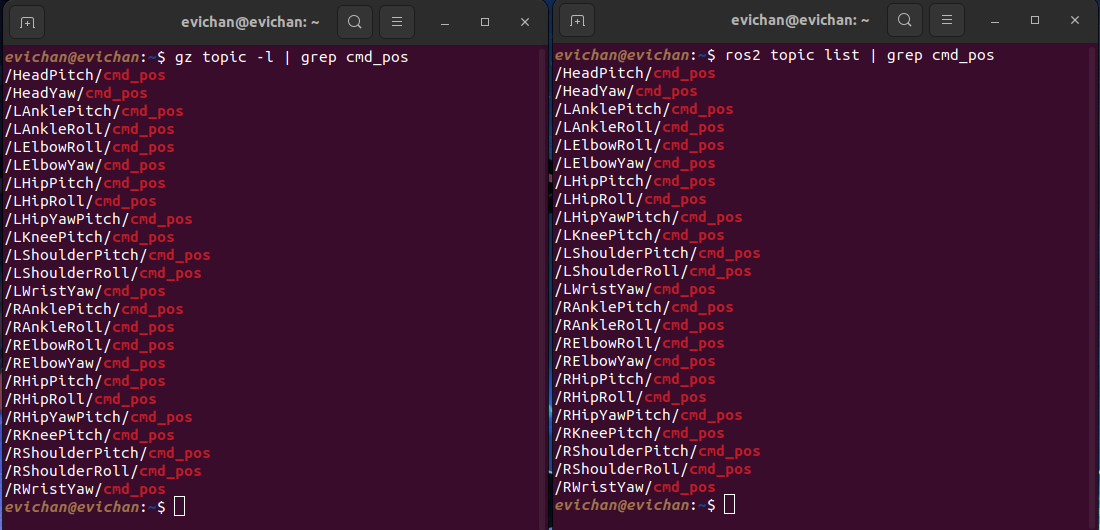 evichan@evichan: ~
evichan@evichan:~$ gz topic -l | grep cmd_pos
/HeadPitch/cmd_pos
/HeadYaw/cmd_pos
/LAnklePitch/cmd_pos
/LAnkleRoll/cmd_pos
/LElbowRoll/cmd_pos
/LElbowYaw/cmd_pos
/LHipPitch/cmd_pos
/LHipRoll/cmd_pos
/LHipYawPitch/cmd_pos
/LKneePitch/cmd_pos
/LShoulderPitch/cmd_pos
/LShoulderRoll/cmd_pos
/LWristYaw/cmd_pos
/RAnklePitch/cmd_pos
/RAnkleRoll/cmd_pos
/RElbowRoll/cmd_pos
/RElbowYaw/cmd_pos
/RHipPitch/cmd_pos
/RHipRoll/cmd_pos
/RHipYawPitch/cmd_pos
/RKneePitch/cmd_pos
/RShoulderPitch/cmd_pos
/RShoulderRoll/cmd_pos
/RWristYaw/cmd_pos
evichan@evichan:~$
evichan@evichan: ~
evichan@evichan:~$ ros2 topic list | grep cmd_pos
/HeadPitch/cmd_pos
/HeadYaw/cmd_pos
/LAnklePitch/cmd_pos
/LAnkleRoll/cmd_pos
/LElbowRoll/cmd_pos
/LElbowYaw/cmd_pos
/LHipPitch/cmd_pos
/LHipRoll/cmd_pos
/LHipYawPitch/cmd_pos
/LKneePitch/cmd_pos
/LShoulderPitch/cmd_pos
/LShoulderRoll/cmd_pos
/LWristYaw/cmd_pos
/RAnklePitch/cmd_pos
/RAnkleRoll/cmd_pos
/RElbowRoll/cmd_pos
/RElbowYaw/cmd_pos
/RHipPitch/cmd_pos
/RHipRoll/cmd_pos
/RHipYawPitch/cmd_pos
/RKneePitch/cmd_pos
/RShoulderPitch/cmd_pos
/RShoulderRoll/cmd_pos
/RWristYaw/cmd_pos
evichan@evichan:~$